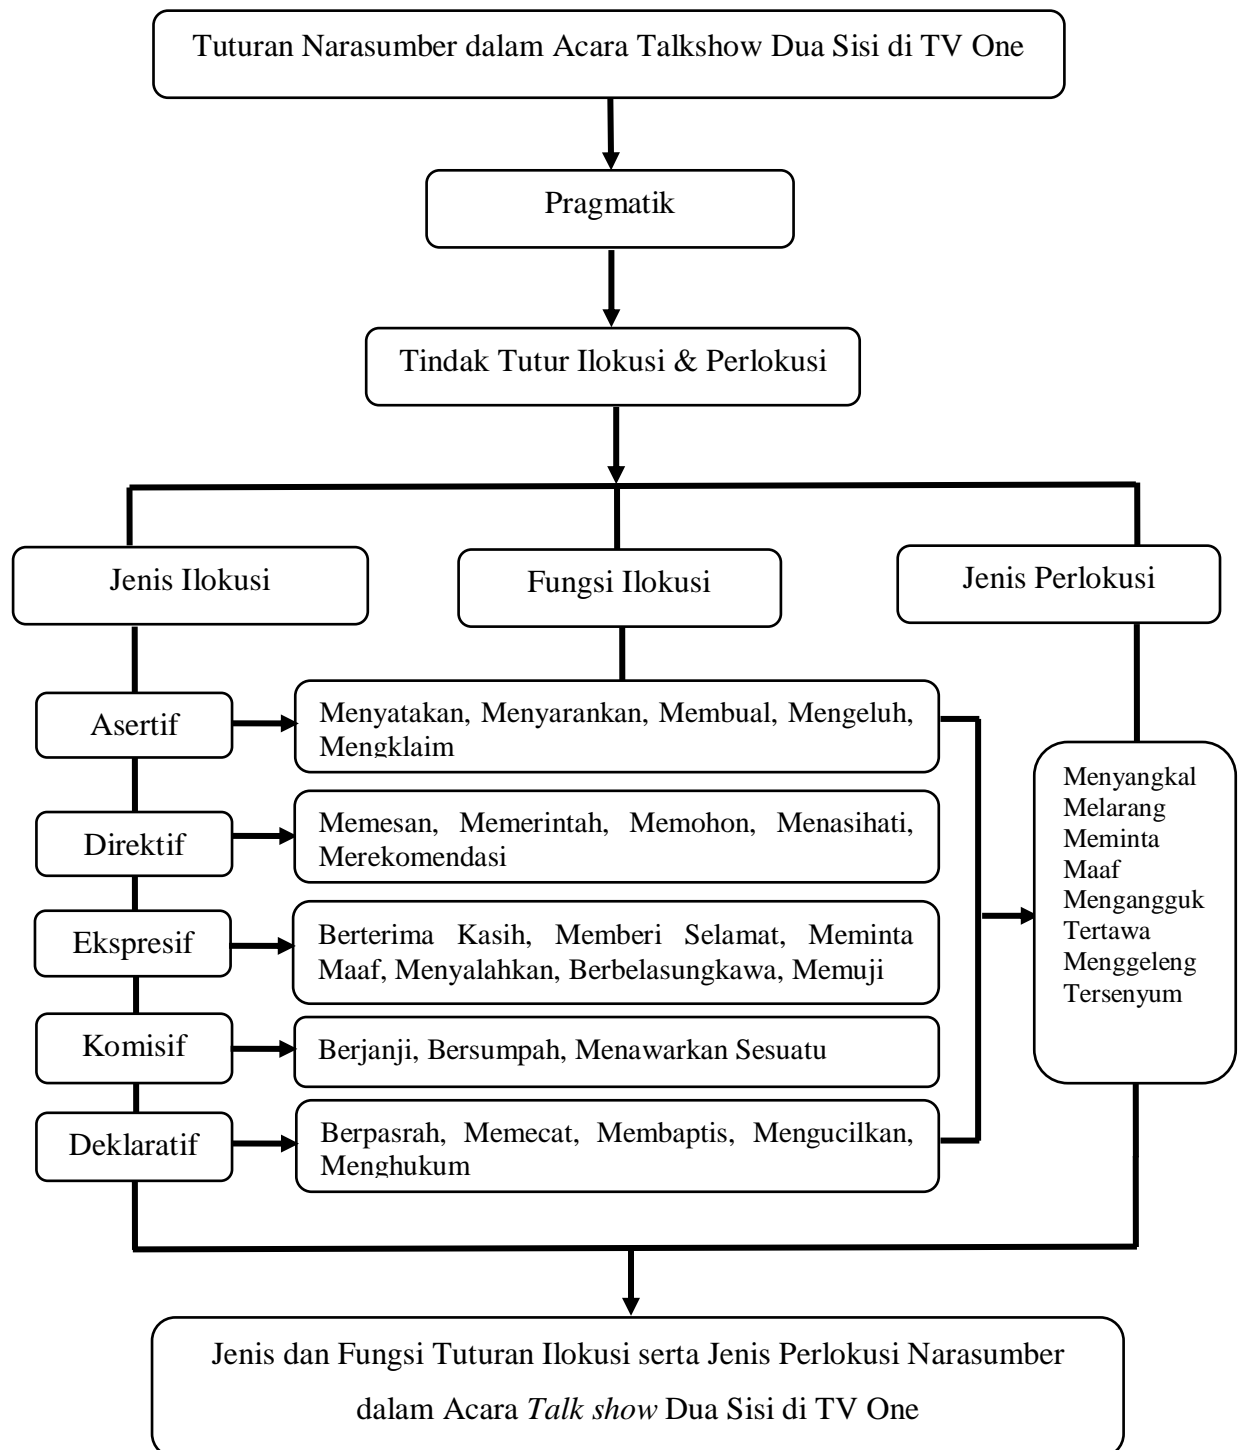 Tuturan Narasumber dalam Acara Talkshow Dua Sisi di TV One
Pragmatik
Tindak Tutur Ilokusi & Perlokusi
Jenis Ilokusi
Fungsi Ilokusi
Jenis Perlokusi
Asertif
Menyatakan, Menyarankan, Membual, Mengeluh,
Mengklaim
Direktif
Memesan, Memerintah, Memohon, Menasihati,
Merekomendasi
Ekspresif
Berterima Kasih, Memberi Selamat, Meminta
Maaf, Menyalahkan, Berbelasungkawa, Memuji
Komisif
Berjanji, Bersumpah, Menawarkan Sesuatu
Deklaratif
Berpasrah, Memecat, Membaptis, Mengucilkan,
Menghukum
Menyangkal
Melarang
Meminta
Maaf
Mengangguk
Tertawa
Menggeleng
Tersenyum
Jenis dan Fungsi Tuturan Ilokusi serta Jenis Perlokusi Narasumber
dalam Acara Talk show Dua Sisi di TV One